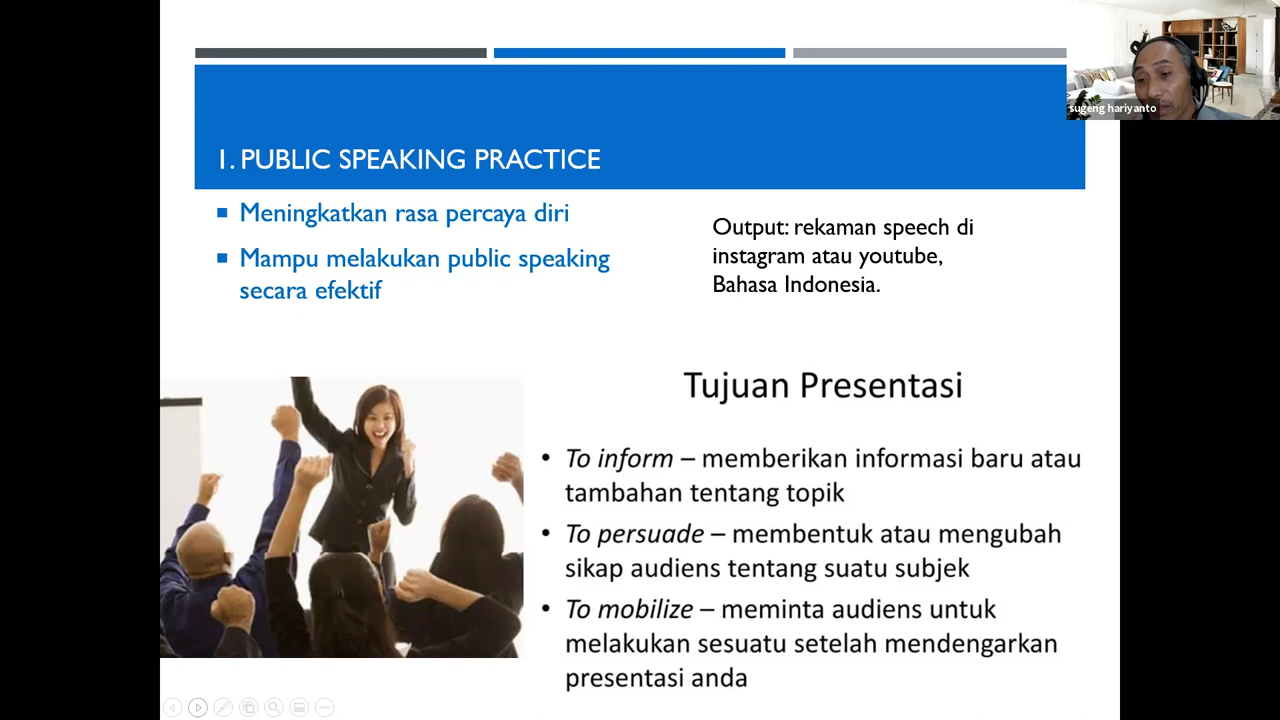 1. PUBLIC SPEAKING PRACTICE
sugeng hariyanto
Meningkatkan rasa percaya diri
Mampu melakukan public speaking
secara efektif
Output: rekaman speech di
instagram atau youtube,
Bahasa Indonesia.
Tujuan Presentasi
• To inform – memberikan informasi baru atau
tambahan tentang topik
• To persuade – membentuk atau mengubah
sikap audiens tentang suatu subjek
• To mobilize – meminta audiens untuk
melakukan sesuatu setelah mendengarkan
presentasi anda